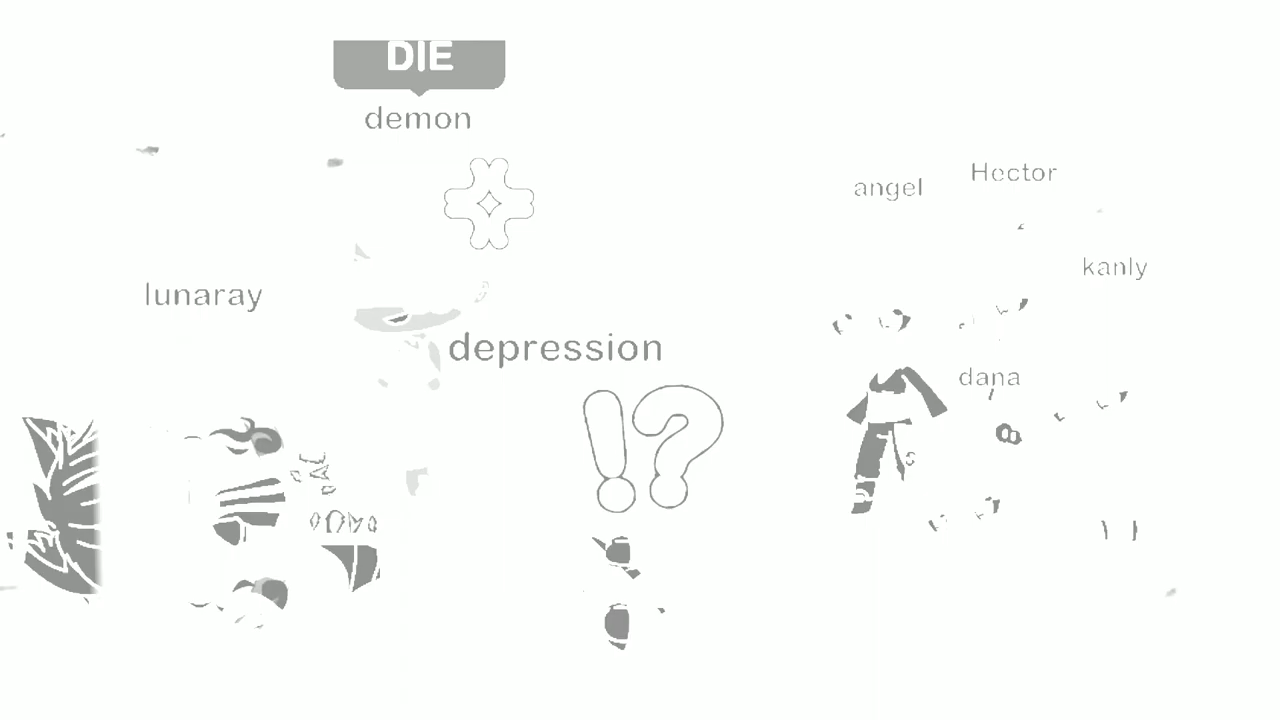 DIE
demon
angel
Hector
kanly
lunaray
depression
!?
dana